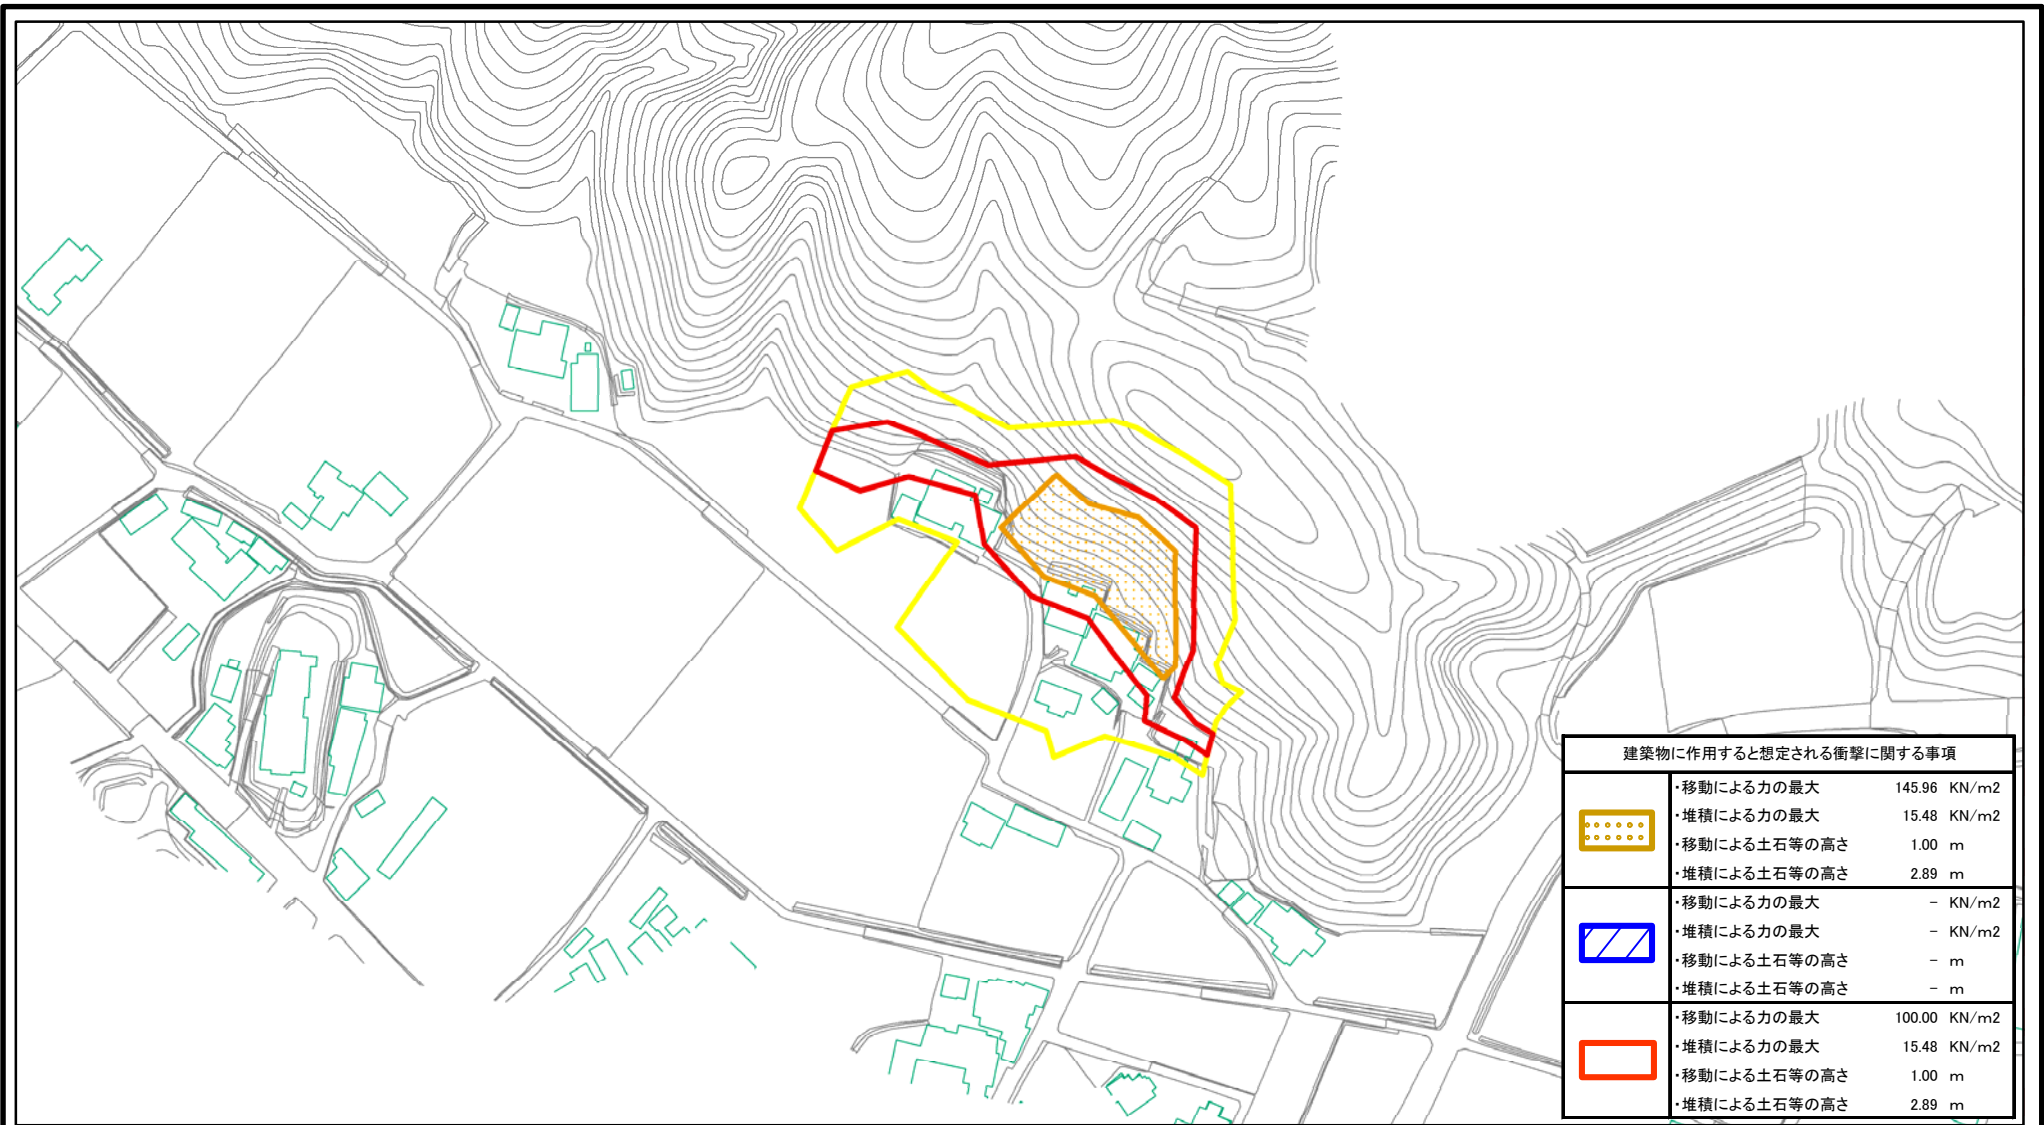 建築物に作用すると想定される衝撃に関する事項
・移動による力の最大 145.96 KN/m2
・堆積による力の最大 15.48 KN/m2
・移動による土石等の高さ 1.00 m
・堆積による土石等の高さ 2.89 m
・移動による力の最大 - KN/m2
・堆積による力の最大 - KN/m2
・移動による土石等の高さ - m
・堆積による土石等の高さ - m
・移動による力の最大 100.00 KN/m2
・堆積による力の最大 15.48 KN/m2
・移動による土石等の高さ 1.00 m
・堆積による土石等の高さ 2.89 m